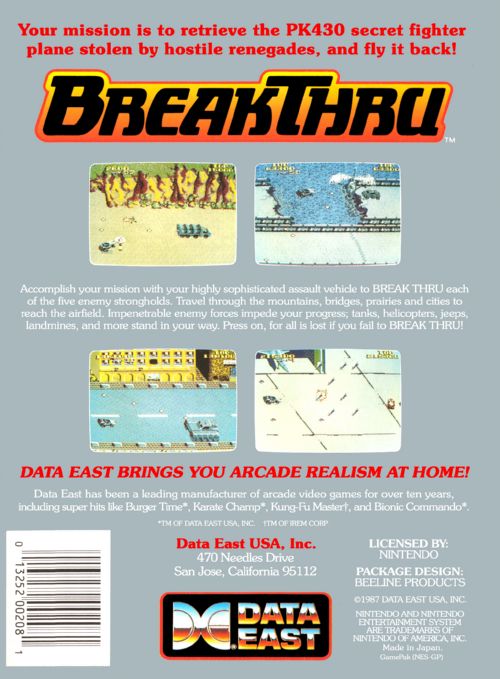 Your mission is to retrieve the PK430 secret fighter
plane stolen by hostile renegades, and fly it back!
BREAKTHRU
TM
Accomplish your mission with your highly sophisticated assault vehicle to BREAK THRU each
of the five enemy strongholds. Travel through the mountains, bridges, prairies and cities to
reach the airfield. Impenetrable enemy forces impede your progress; tanks, helicopters, jeeps,
landmines, and more stand in your way. Press on, for all is lost if you fail to BREAK THRU!
DATA EAST BRINGS YOU ARCADE REALISM AT HOME!
Data East has been a leading manufacturer of arcade video games for over ten years,
including super hits like Burger Time*, Karate Champ*, Kung-Fu Master†, and Bionic Commando*.
*TM OF DATA EAST USA, INC. †TM OF IREM CORP
Data East USA, Inc.
470 Needles Drive
San Jose, California 95112
DATA
EAST
®
LICENSED BY:
NINTENDO
PACKAGE DESIGN:
BEELINE PRODUCTS
©1987 DATA EAST USA, INC.
NINTENDO AND NINTENDO
ENTERTAINMENT SYSTEM
ARE TRADEMARKS OF
NINTENDO OF AMERICA, INC.
Made in Japan.
GamePak (NES-GP)
0 13252 00208 1